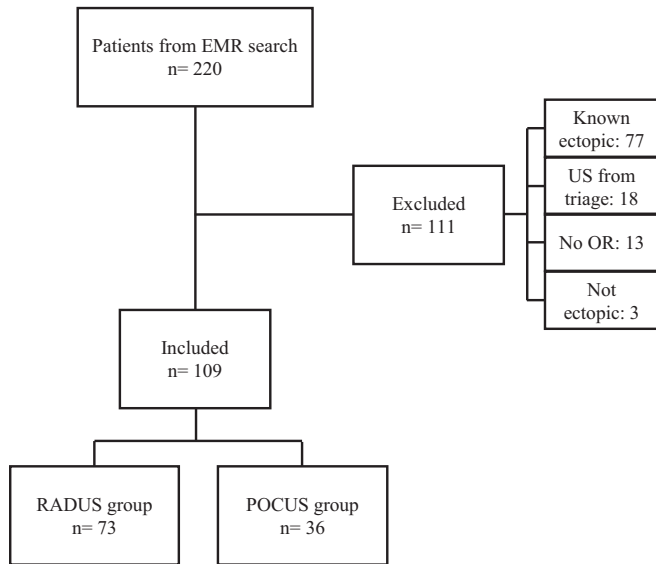 Patients from EMR search
n= 220
Known
ectopic: 77
US from
triage: 18
Excluded
n= 111
No OR: 13
Not
ectopic: 3
Included
n= 109
RADUS group
n= 73
POCUS group
n= 36